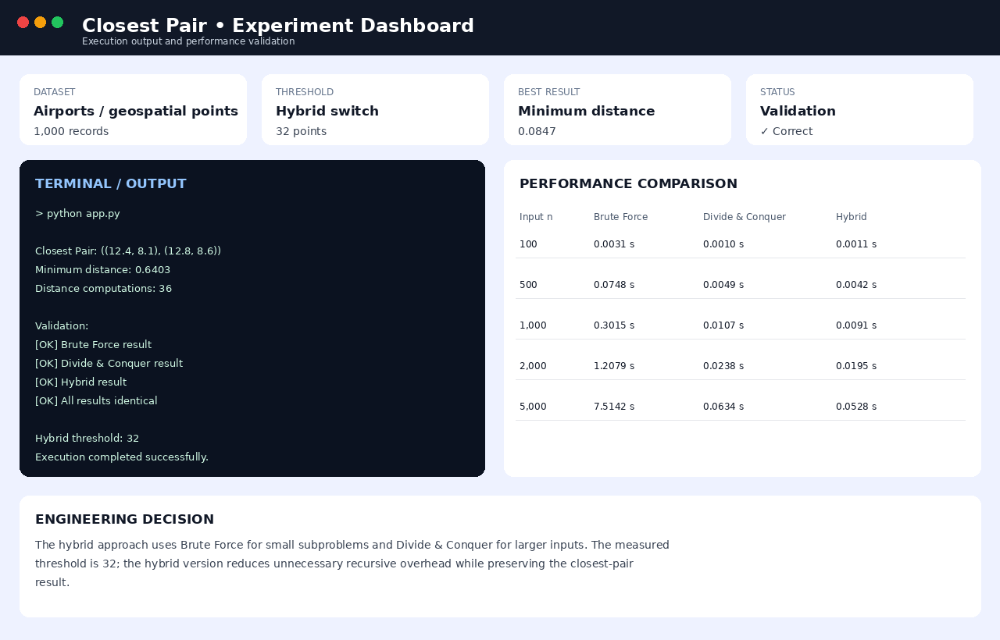 Closest Pair • Experiment Dashboard
Execution output and performance validation
DATASET
Airports / geospatial points
1,000 records
THRESHOLD
Hybrid switch
32 points
BEST RESULT
Minimum distance
0.0847
STATUS
Validation
✓ Correct
TERMINAL / OUTPUT
> python app.py
Closest Pair: ((12.4, 8.1), (12.8, 8.6))
Minimum distance: 0.6403
Distance computations: 36
Validation:
[OK] Brute Force result
[OK] Divide & Conquer result
[OK] Hybrid result
[OK] All results identical
Hybrid threshold: 32
Execution completed successfully.
PERFORMANCE COMPARISON
Input n Brute Force Divide & Conquer Hybrid
100 0.0031 s 0.0010 s 0.0011 s
500 0.0748 s 0.0049 s 0.0042 s
1,000 0.3015 s 0.0107 s 0.0091 s
2,000 1.2079 s 0.0238 s 0.0195 s
5,000 7.5142 s 0.0634 s 0.0528 s
ENGINEERING DECISION
The hybrid approach uses Brute Force for small subproblems and Divide & Conquer for larger inputs. The measured
threshold is 32; the hybrid version reduces unnecessary recursive overhead while preserving the closest-pair
result.